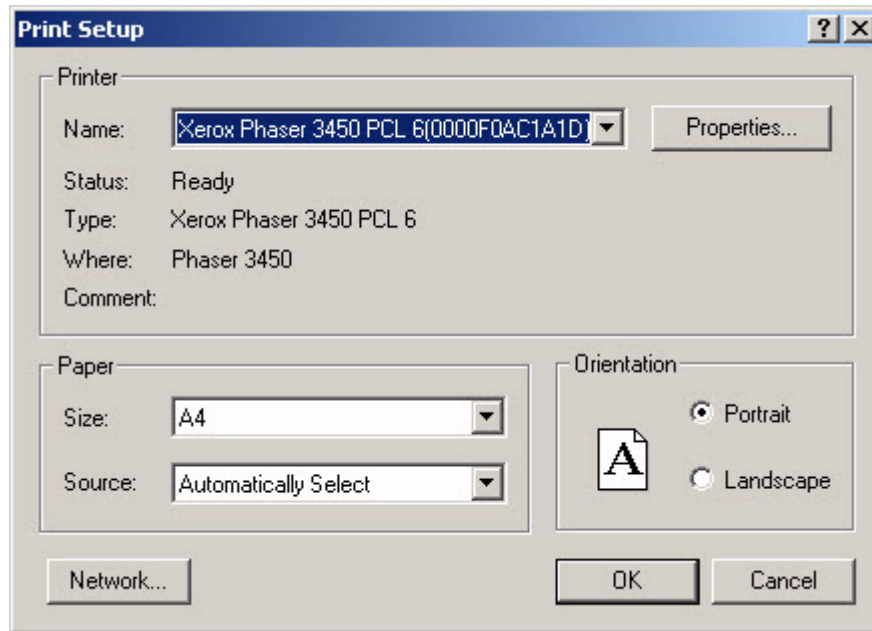 Print Setup
Printer
Name: Xerox Phaser 3450 PCL 6(0000F0AC1A1D) Properties...
Status: Ready
Type: Xerox Phaser 3450 PCL 6
Where: Phaser 3450
Comment:
Paper
Size: A4
Source: Automatically Select
Orientation
A
Portrait
Landscape
Network... OK Cancel